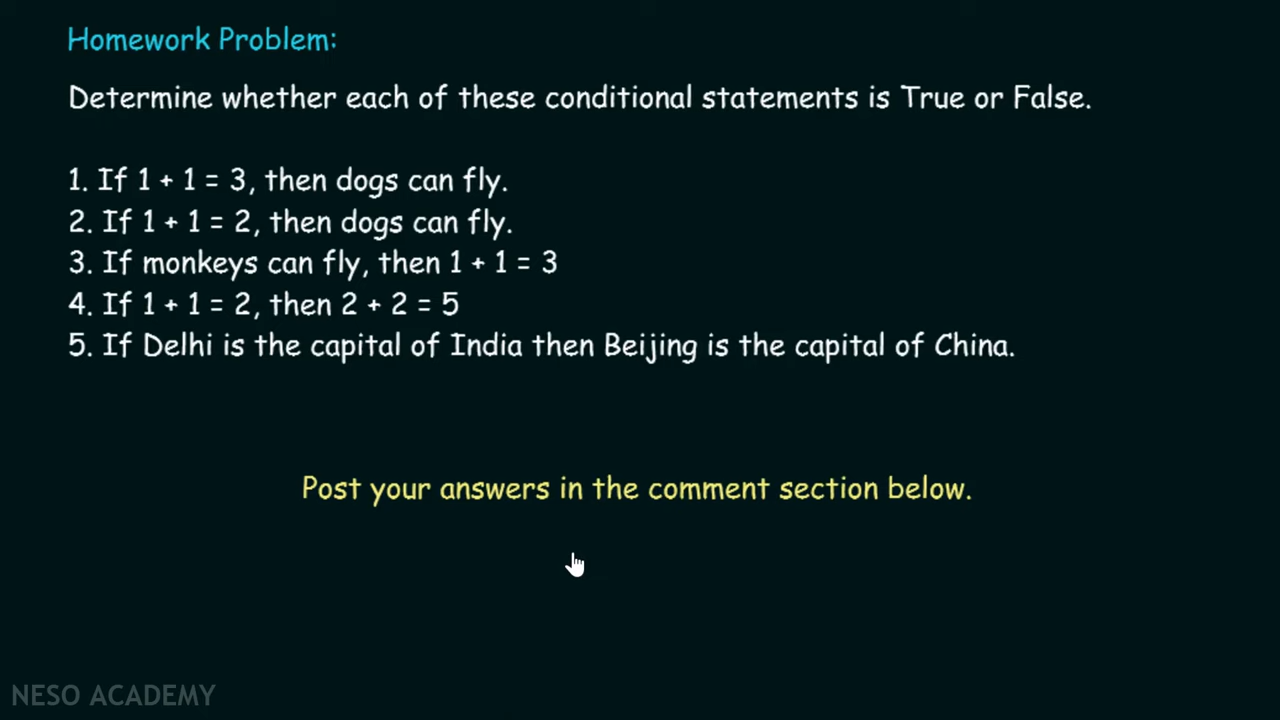 Homework Problem:
Determine whether each of these conditional statements is True or False.
1. If 1 + 1 = 3, then dogs can fly.
2. If 1 + 1 = 2, then dogs can fly.
3. If monkeys can fly, then 1 + 1 = 3
4. If 1 + 1 = 2, then 2 + 2 = 5
5. If Delhi is the capital of India then Beijing is the capital of China.
Post your answers in the comment section below.
NESO ACADEMY